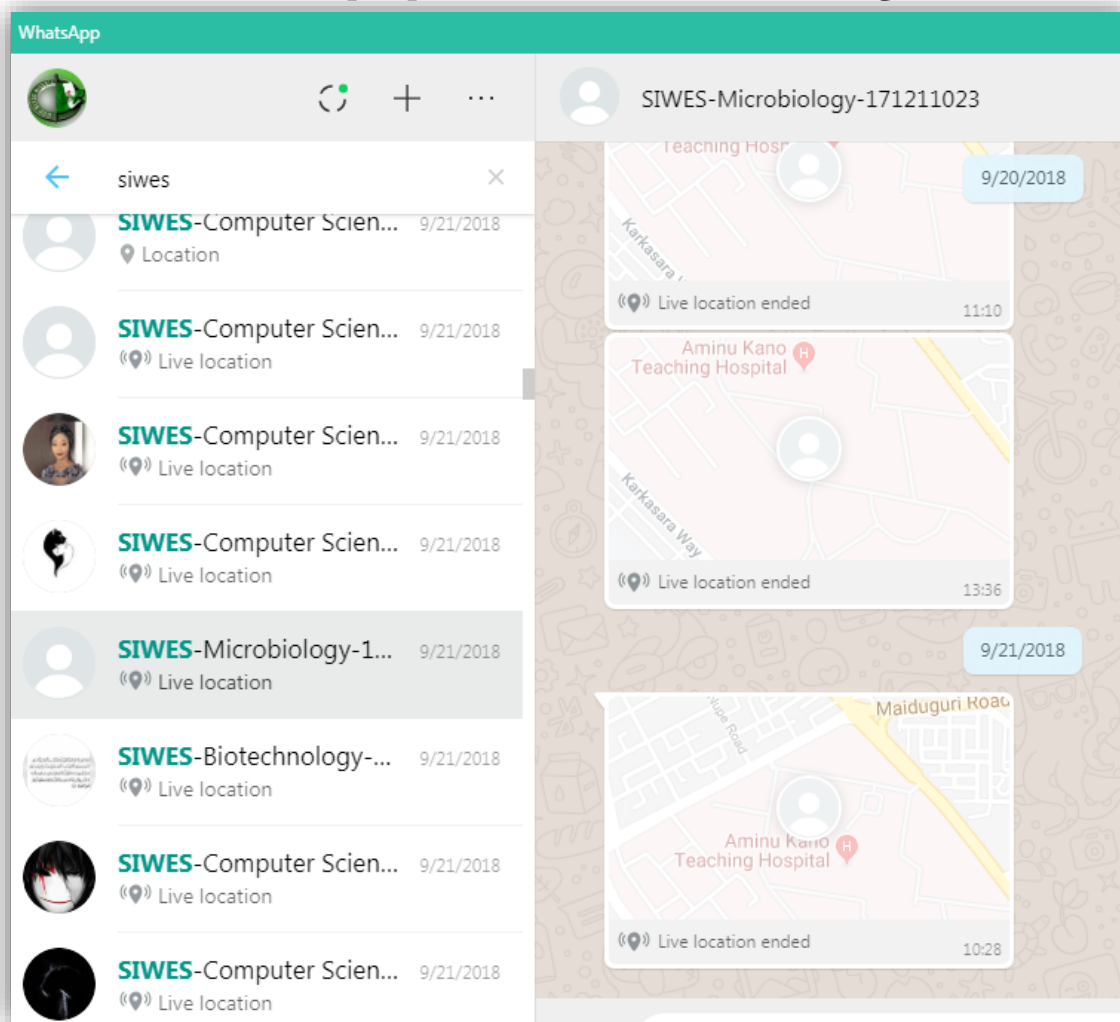 WhatsApp
siwes
SIWES-Computer Scien... 9/21/2018
Location
SIWES-Computer Scien... 9/21/2018
Live location
SIWES-Computer Scien... 9/21/2018
Live location
SIWES-Computer Scien... 9/21/2018
Live location
SIWES-Microbiology-1... 9/21/2018
Live location
SIWES-Biotechnology-... 9/21/2018
Live location
SIWES-Computer Scien... 9/21/2018
Live location
SIWES-Computer Scien... 9/21/2018
Live location
SIWES-Microbiology-171211023
Teaching Hosp
9/20/2018
Karkasara
Live location ended
11:10
Aminu Kano
Teaching Hospital
H
Karkasara Way
Live location ended
13:36
9/21/2018
Nupe Road
Maiduguri Road
Aminu Kano
Teaching Hospital
H
Live location ended
10:28